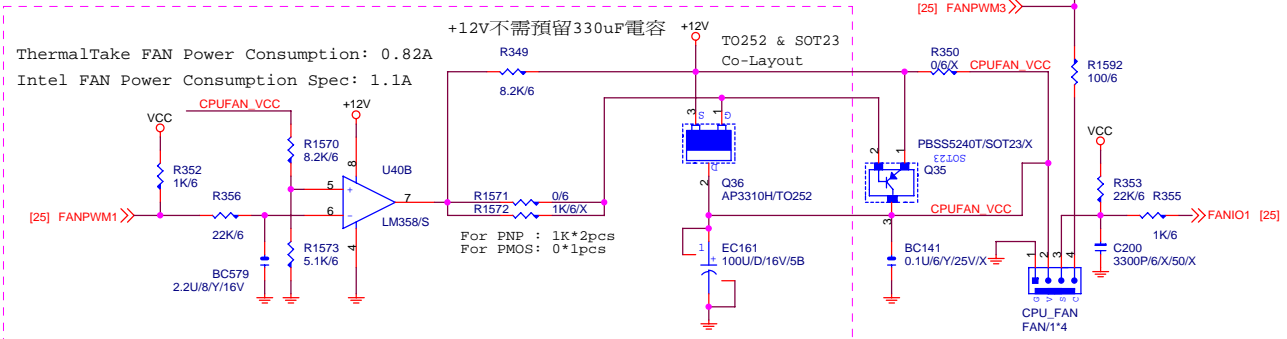 [25] FANPWM3
+12V不需預留330uF電容
+12V
TO252 & SOT23
Co-Layout
ThermalTake FAN Power Consumption: 0.82A
Intel FAN Power Consumption Spec: 1.1A
R349
8.2K/6
R350
0/6/X
CPUFAN_VCC
R1592
100/6
CPUFAN_VCC
+12V
VCC
R352
1K/6
R1570
8.2K/6
8
U40B
5
+
6
-
7
LM358/S
4
3
1
S
G
D
2
Q36
AP3310H/TO252
2
1
PBSS5240T/SOT23/X
SOT23
Q35
3
VCC
R353
22K/6
R355
1K/6
FANIO1 [25]
[25] FANPWM1
R356
22K/6
R1571
0/6
R1572
1K/6/X
For PNP : 1K*2pcs
For PMOS: 0*1pcs
CPUFAN_VCC
R1573
5.1K/6
BC579
2.2U/8/Y/16V
1
+
EC161
100U/D/16V/5B
BC141
0.1U/6/Y/25V/X
C200
3300P/6/X/50/X
1
2
3
4
G
V
S
C
CPU_FAN
FAN/1*4